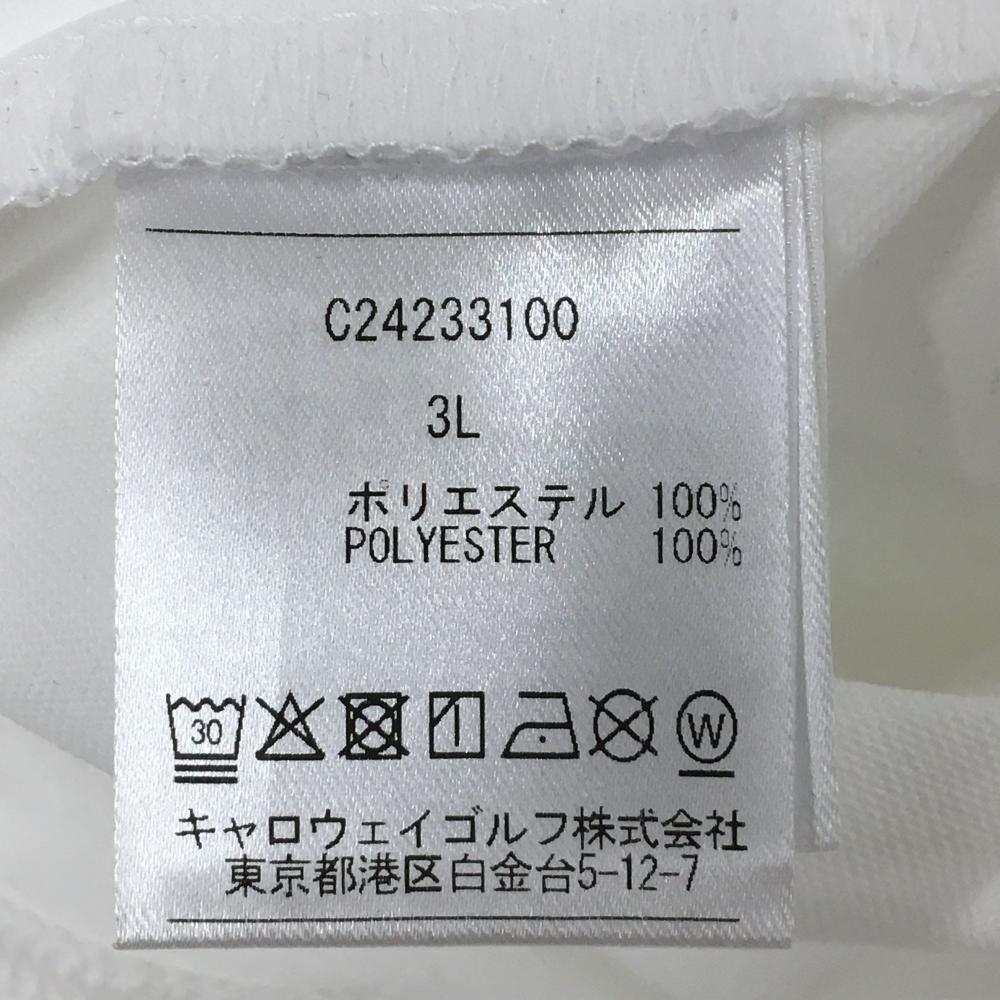 C24233100
3L
ポリエステル 100%
POLYESTER 100%
30 W
キャロウェイゴルフ株式会社
東京都港区白金台5-12-7